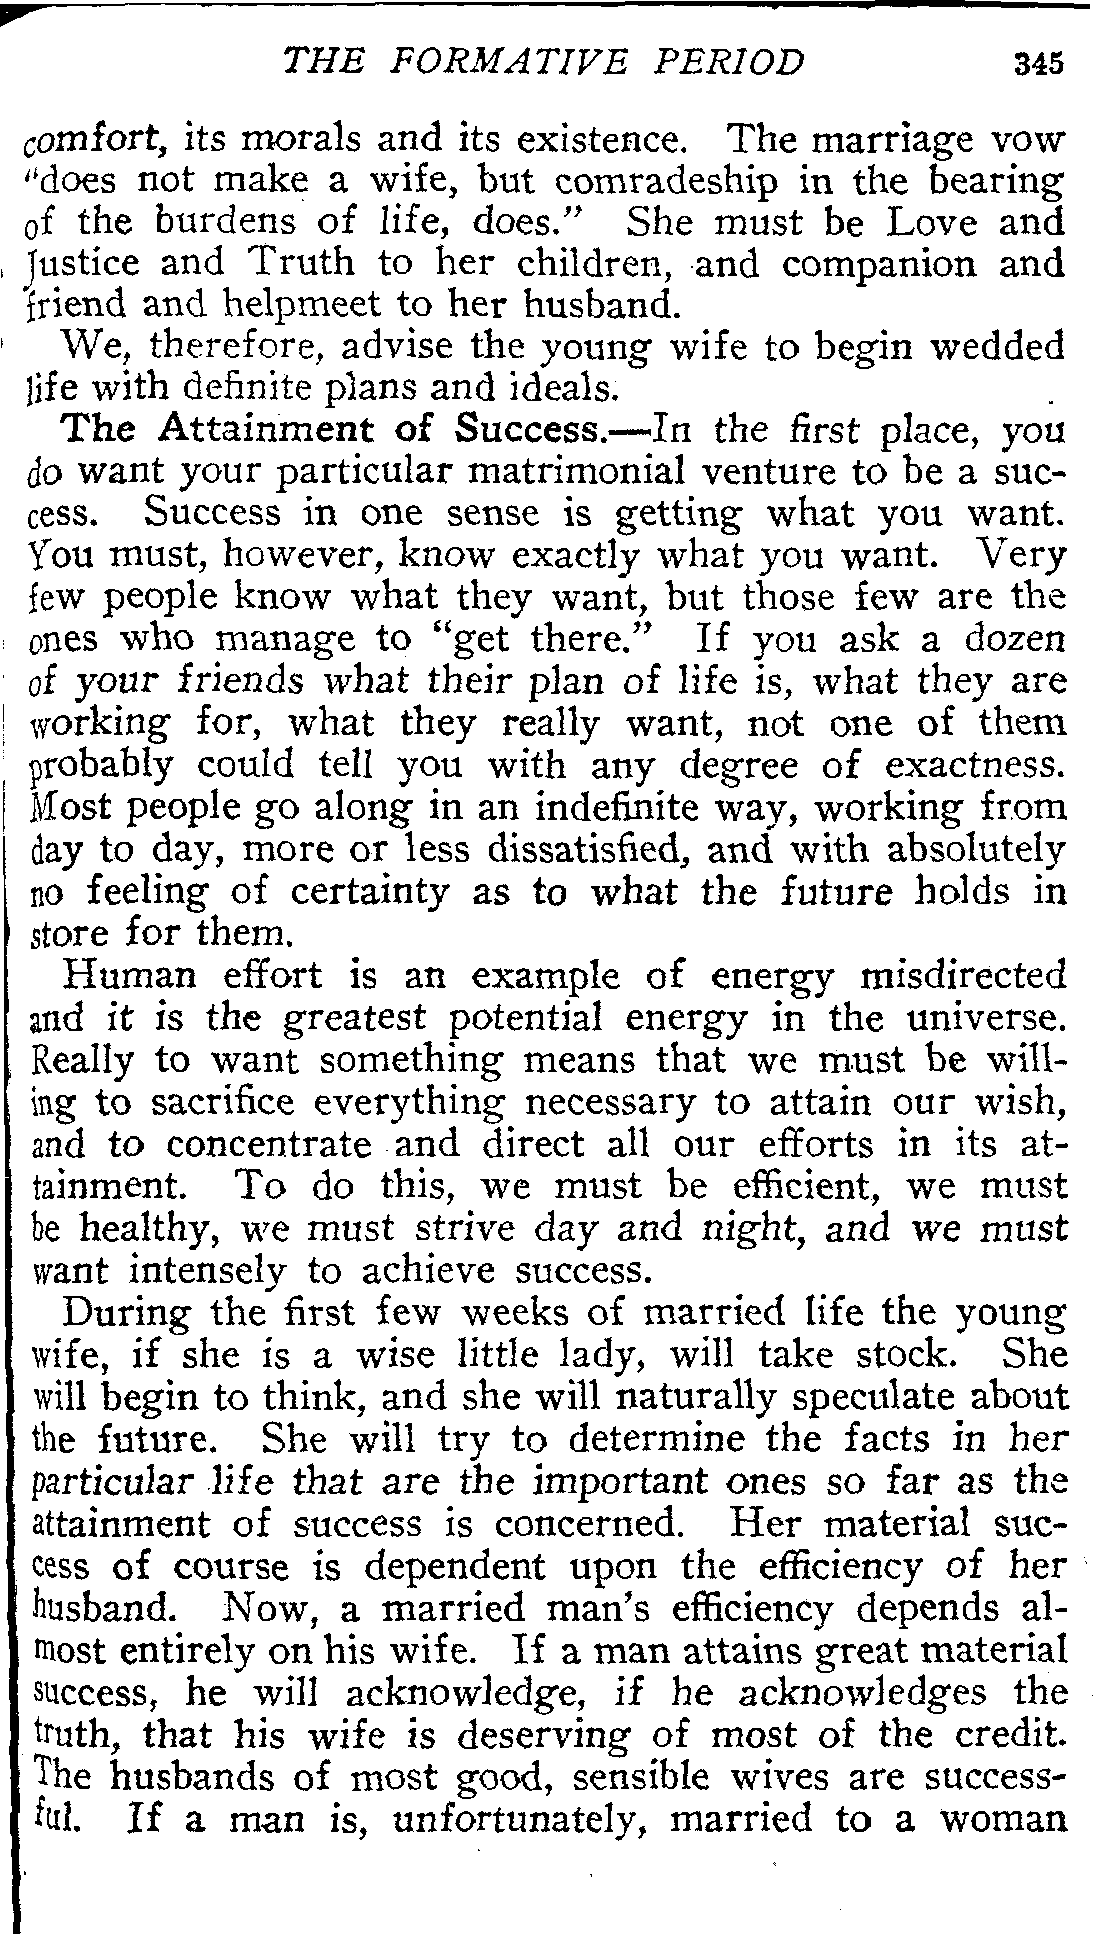 THE FORMATIVE PERIOD 345
comfort, its morals and its existence. The marriage vow
"does not make a wife, but comradeship in the bearing
of the burdens of life, does." She must be Love and
Justice and Truth to her children, and companion and
friend and helpmeet to her husband.
We, therefore, advise the young wife to begin wedded
life with definite plans and ideals.
The Attainment of Success.—In the first place, you
do want your particular matrimonial venture to be a suc-
cess. Success in one sense is getting what you want.
You must, however, know exactly what you want. Very
few people know what they want, but those few are the
ones who manage to "get there." If you ask a dozen
of your friends what their plan of life is, what they are
working for, what they really want, not one of them
probably could tell you with any degree of exactness.
Most people go along in an indefinite way, working from
day to day, more or less dissatisfied, and with absolutely
no feeling of certainty as to what the future holds in
store for them.
Human effort is an example of energy misdirected
and it is the greatest potential energy in the universe.
Really to want something means that we must be will-
ing to sacrifice everything necessary to attain our wish,
and to concentrate and direct all our efforts in its at-
tainment. To do this, we must be efficient, we must
be healthy, we must strive day and night, and we must
want intensely to achieve success.
During the first few weeks of married life the young
wife, if she is a wise little lady, will take stock. She
will begin to think, and she will naturally speculate about
the future. She will try to determine the facts in her
particular life that are the important ones so far as the
attainment of success is concerned. Her material suc-
cess of course is dependent upon the efficiency of her
husband. Now, a married man's efficiency depends al-
most entirely on his wife. If a man attains great material
success, he will acknowledge, if he acknowledges the
truth, that his wife is deserving of most of the credit.
The husbands of most good, sensible wives are success-
ful. If a man is, unfortunately, married to a woman